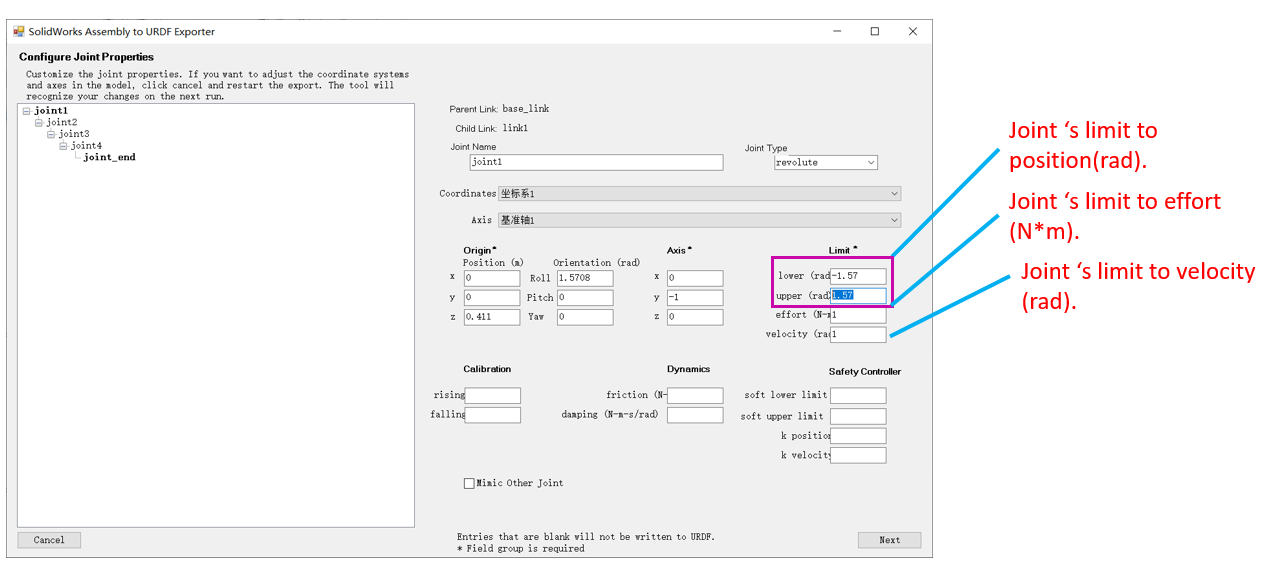 SolidWorks Assembly to URDF Exporter
Configure Joint Properties
Customize the joint properties. If you want to adjust the coordinate systems
and axes in the model, click cancel and restart the export. The tool will
recognize your changes on the next run.
joint1
joint2
joint3
joint4
joint_end
Parent Link: base_link
Child Link: link1
Joint Name
joint1
Joint Type
revolute
Coordinates 坐标系1
Axis 基准轴1
Origin*
Position (m) Orientation (rad)
x 0 Roll 1.5708
y 0 Pitch 0
z 0.411 Yaw 0
Axis*
x 0
y -1
z 0
Limit *
lower (rad -1.57
upper (rad) 1.57
effort (N-m 1
velocity (rad 1
Calibration
rising
falling
Dynamics
friction (N-
damping (N-m-s/rad)
Safety Controller
soft lower limit
soft upper limit
k position
k velocity
Mimic Other Joint
Entries that are blank will not be written to URDF.
* Field group is required
Cancel
Next
Joint ‘s limit to
position(rad).
Joint ‘s limit to effort
(N*m).
Joint ‘s limit to velocity
(rad).